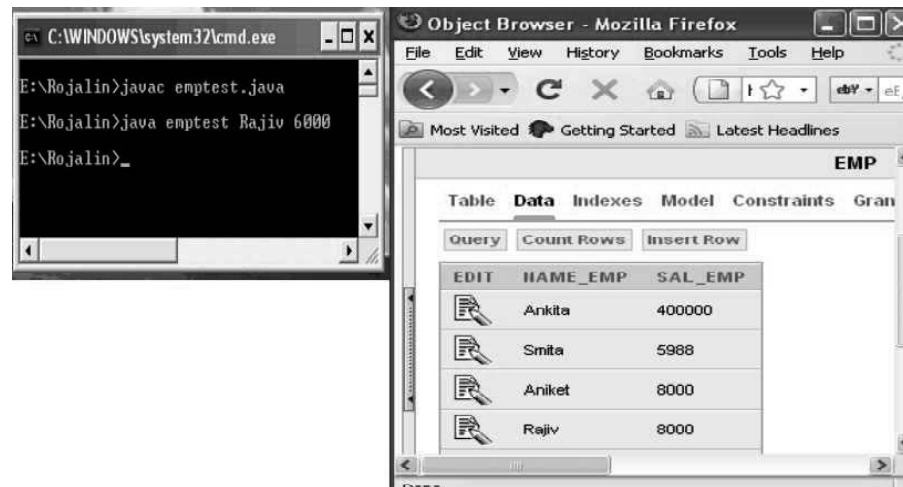 C:\WINDOWS\system32\cmd.exe
E:\Rojalin>javac emptest.java
E:\Rojalin>java emptest Rajiv 6000
E:\Rojalin>_
Object Browser - Mozilla Firefox
File Edit View History Bookmarks Tools Help
Most Visited Getting Started Latest Headlines
EMP
Table Data Indexes Model Constraints Gran
Query Count Rows Insert Row
EDIT NAME_EMP SAL_EMP
Ankita 400000
Smita 5988
Aniket 8000
Rajiv 8000